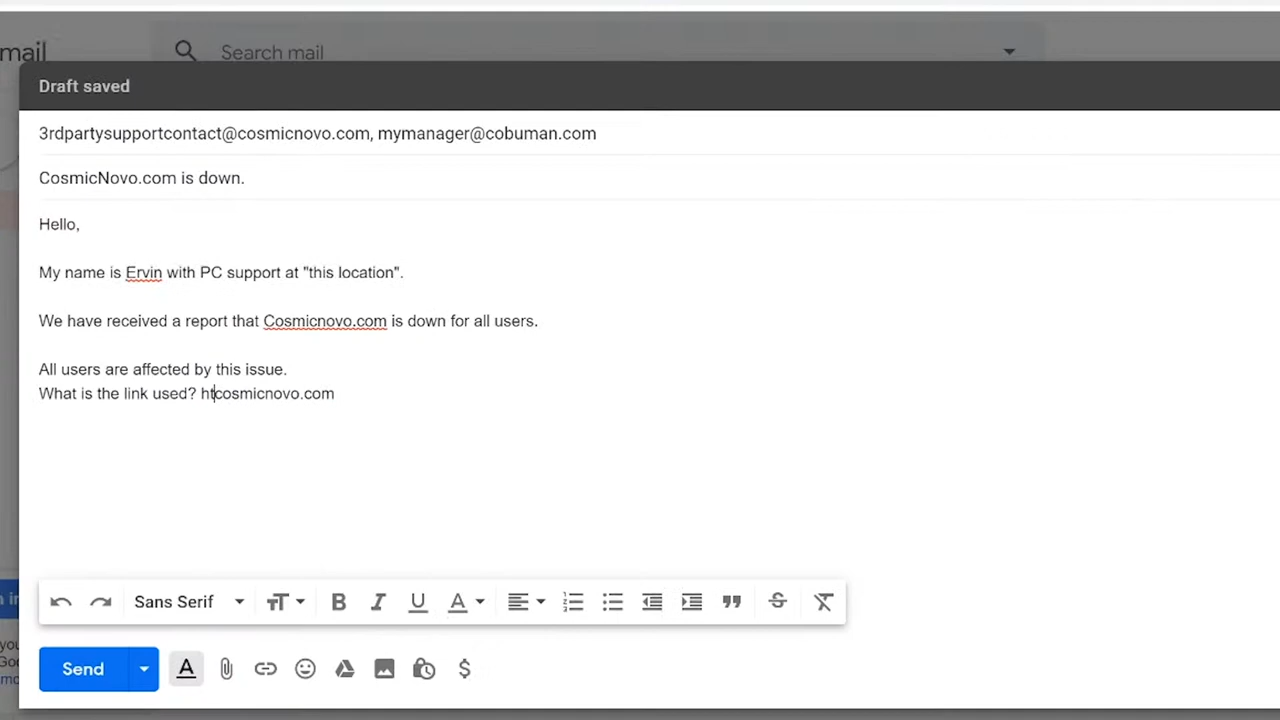 mail
Search mail
Draft saved
3rdpartysupportcontact@cosmicnovo.com, mymanager@cobuman.com
CosmicNovo.com is down.
Hello,
My name is Ervin with PC support at "this location".
We have received a report that Cosmicnovo.com is down for all users.
All users are affected by this issue.
What is the link used? htcosmicnovo.com
Sans Serif
Send